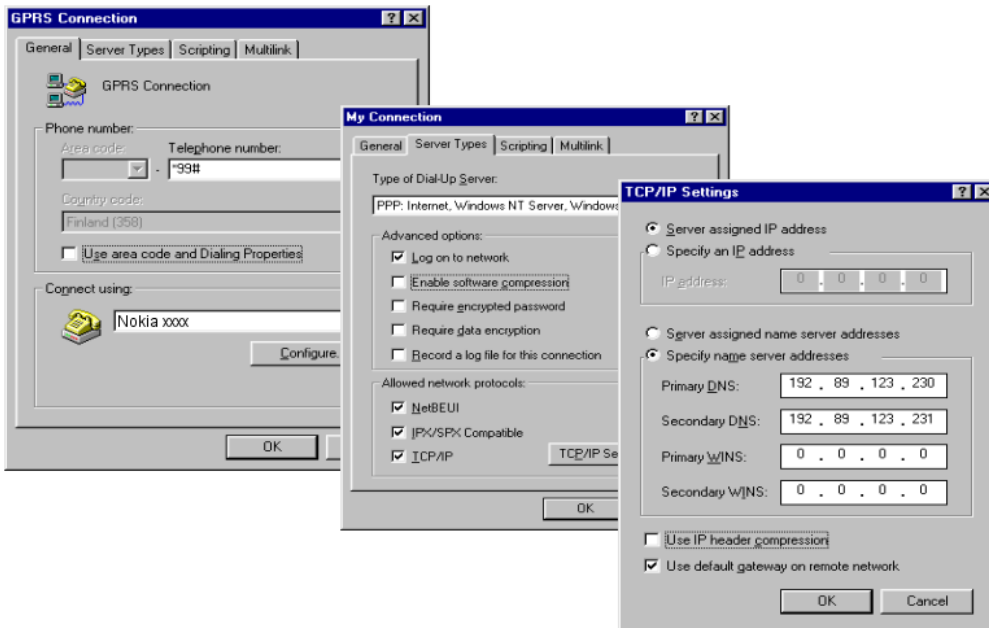 GPRS Connection
General Server Types Scripting Multilink
GPRS Connection
Phone number:
Area code: Telephone number:
- *99#
Country code:
Finland (358)
Use area code and Dialing Properties
Connect using:
Nokia xxxx
Configure.
OK
My Connection
General Server Types Scripting Multilink
Type of Dial-Up Server:
PPP: Internet, Windows NT Server, Windows
Advanced options:
Log on to network
Enable software compression
Require encrypted password
Require data encryption
Record a log file for this connection
Allowed network protocols:
NetBEUI
IPX/SPX Compatible
TCP/IP TCP/IP Se
OK
TCP/IP Settings
Server assigned IP address
Specify an IP address
IP address: 0 . 0 . 0 . 0
Server assigned name server addresses
Specify name server addresses
Primary DNS: 192 . 89 . 123 . 230
Secondary DNS: 192 . 89 . 123 . 231
Primary WINS: 0 . 0 . 0 . 0
Secondary WINS: 0 . 0 . 0 . 0
Use IP header compression
Use default gateway on remote network
OK Cancel